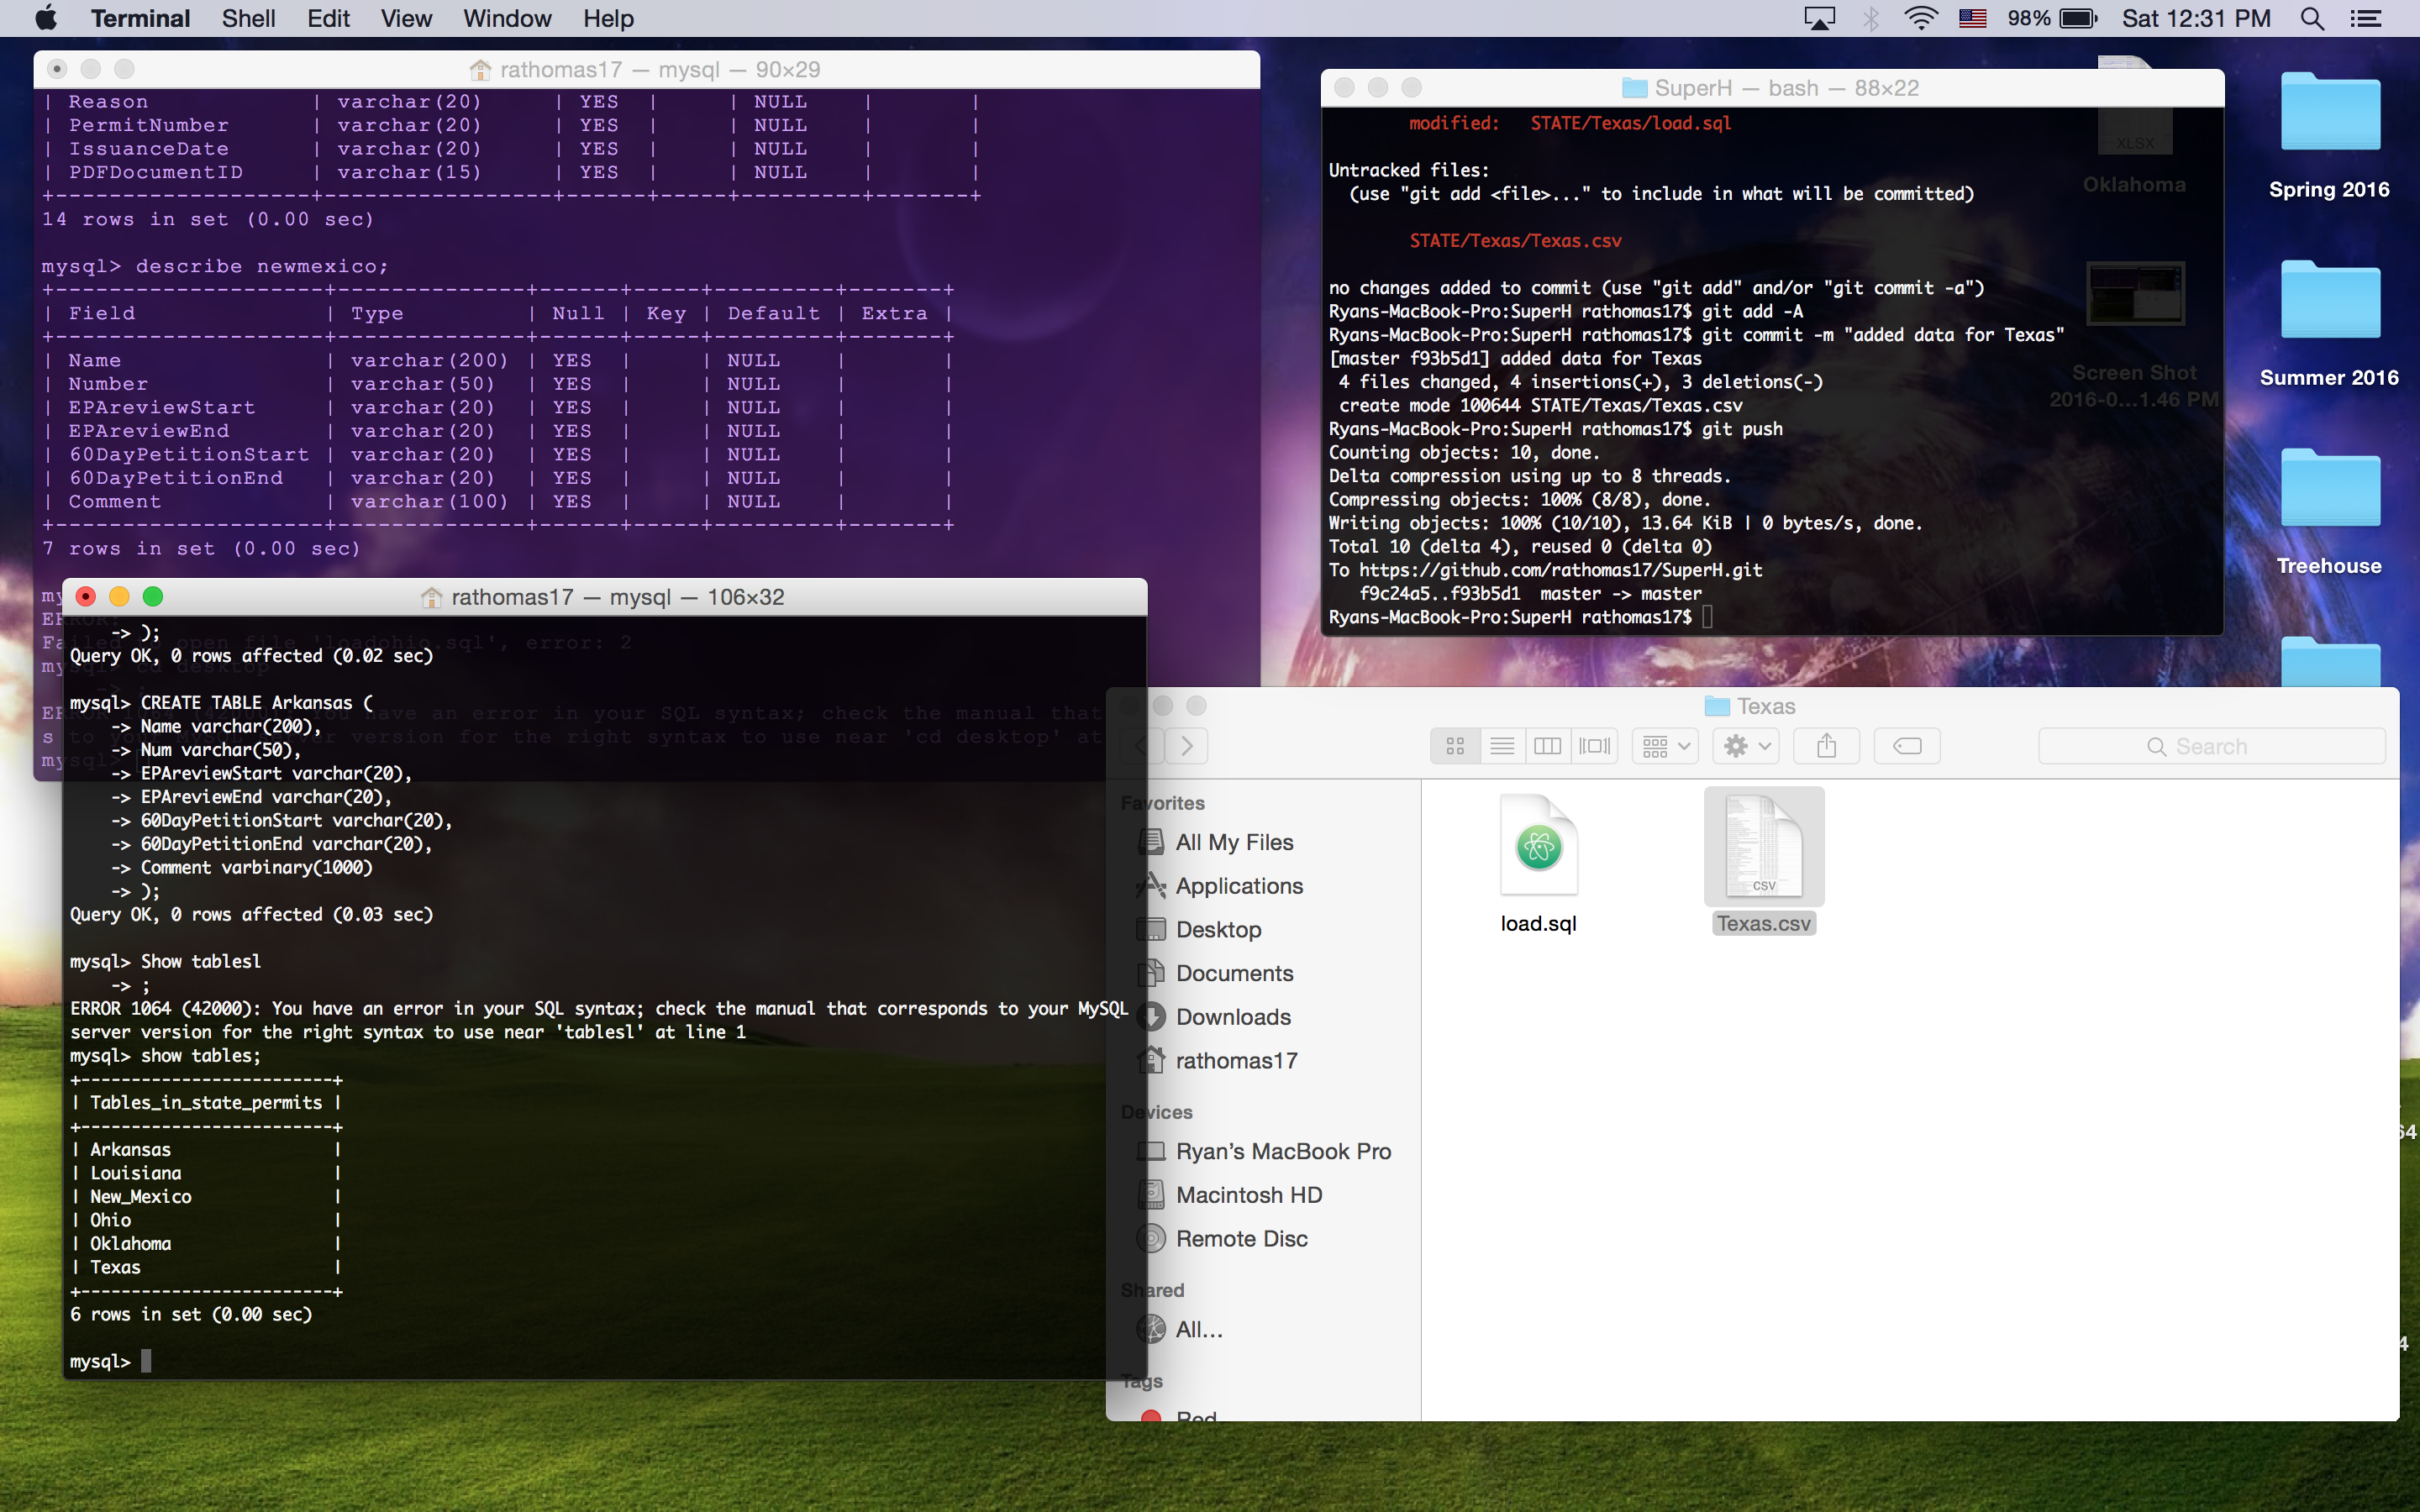 Terminal Shell Edit View Window Help 98% Sat 12:31 PM
rathomas17 — mysql — 90×29
| Reason | varchar(20) | YES | | NULL | |
| PermitNumber | varchar(20) | YES | | NULL | |
| IssuanceDate | varchar(20) | YES | | NULL | |
| PDFDocumentID | varchar(15) | YES | | NULL | |
+--------------------+-----------------+------+-----+---------+-------+
14 rows in set (0.00 sec)
mysql> describe newmexico;
+--------------------+--------------+------+-----+---------+-------+
| Field | Type | Null | Key | Default | Extra |
+--------------------+--------------+------+-----+---------+-------+
| Name | varchar(200) | YES | | NULL | |
| Number | varchar(50) | YES | | NULL | |
| EPAreviewStart | varchar(20) | YES | | NULL | |
| EPAreviewEnd | varchar(20) | YES | | NULL | |
| 60DayPetitionStart | varchar(20) | YES | | NULL | |
| 60DayPetitionEnd | varchar(20) | YES | | NULL | |
| Comment | varchar(100) | YES | | NULL | |
+--------------------+--------------+------+-----+---------+-------+
7 rows in set (0.00 sec)
rathomas17 — mysql — 106×32
-> );
Query OK, 0 rows affected (0.02 sec)
mysql> CREATE TABLE Arkansas (
-> Name varchar(200),
-> Num varchar(50),
-> EPAreviewStart varchar(20),
-> EPAreviewEnd varchar(20),
-> 60DayPetitionStart varchar(20),
-> 60DayPetitionEnd varchar(20),
-> Comment varbinary(1000)
-> );
Query OK, 0 rows affected (0.03 sec)
mysql> Show tablesl
-> ;
ERROR 1064 (42000): You have an error in your SQL syntax; check the manual that corresponds to your MySQL
server version for the right syntax to use near 'tablesl' at line 1
mysql> show tables;
+-------------------------+
| Tables_in_state_permits |
+-------------------------+
| Arkansas |
| Louisiana |
| New_Mexico |
| Ohio |
| Oklahoma |
| Texas |
+-------------------------+
6 rows in set (0.00 sec)
mysql>
SuperH — bash — 88×22
modified: STATE/Texas/load.sql
Untracked files:
(use "git add <file>..." to include in what will be committed)
STATE/Texas/Texas.csv
no changes added to commit (use "git add" and/or "git commit -a")
Ryans-MacBook-Pro:SuperH rathomas17$ git add -A
Ryans-MacBook-Pro:SuperH rathomas17$ git commit -m "added data for Texas"
[master f93b5d1] added data for Texas
4 files changed, 4 insertions(+), 3 deletions(-)
create mode 100644 STATE/Texas/Texas.csv
Ryans-MacBook-Pro:SuperH rathomas17$ git push
Counting objects: 10, done.
Delta compression using up to 8 threads.
Compressing objects: 100% (8/8), done.
Writing objects: 100% (10/10), 13.64 KiB | 0 bytes/s, done.
Total 10 (delta 4), reused 0 (delta 0)
To https://github.com/rathomas17/SuperH.git
f9c24a5..f93b5d1 master -> master
Ryans-MacBook-Pro:SuperH rathomas17$
XLSX
Oklahoma
Screen Shot
2016-0...1.46 PM
Spring 2016
Summer 2016
Treehouse
Texas
Search
Favorites
All My Files
Applications
Desktop
Documents
Downloads
rathomas17
Devices
Ryan's MacBook Pro
Macintosh HD
Remote Disc
Shared
All...
Tags
Red
load.sql
CSV
Texas.csv